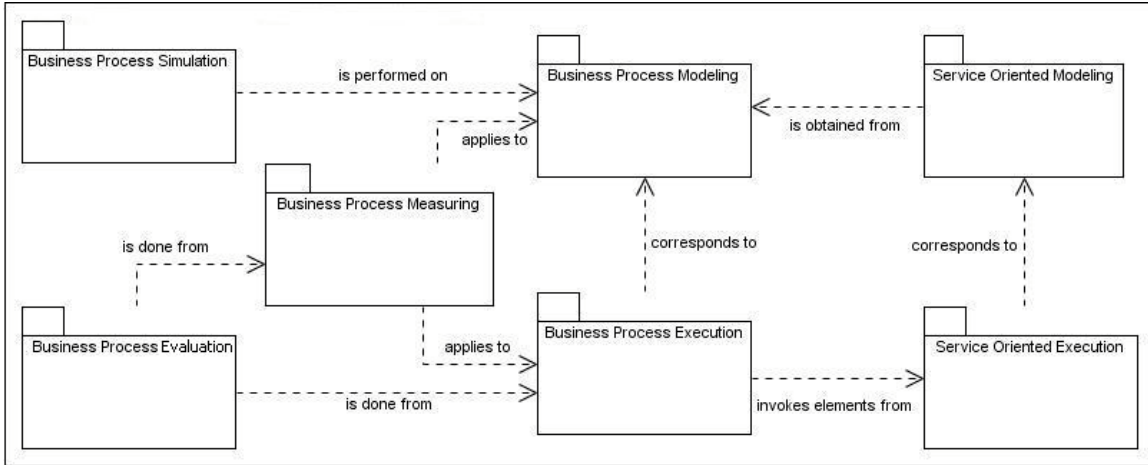 Business Process Simulation
is performed on
Business Process Modeling
Service Oriented Modeling
applies to
is obtained from
Business Process Measuring
is done from
corresponds to
corresponds to
Business Process Evaluation
applies to
Business Process Execution
Service Oriented Execution
is done from
invokes elements from